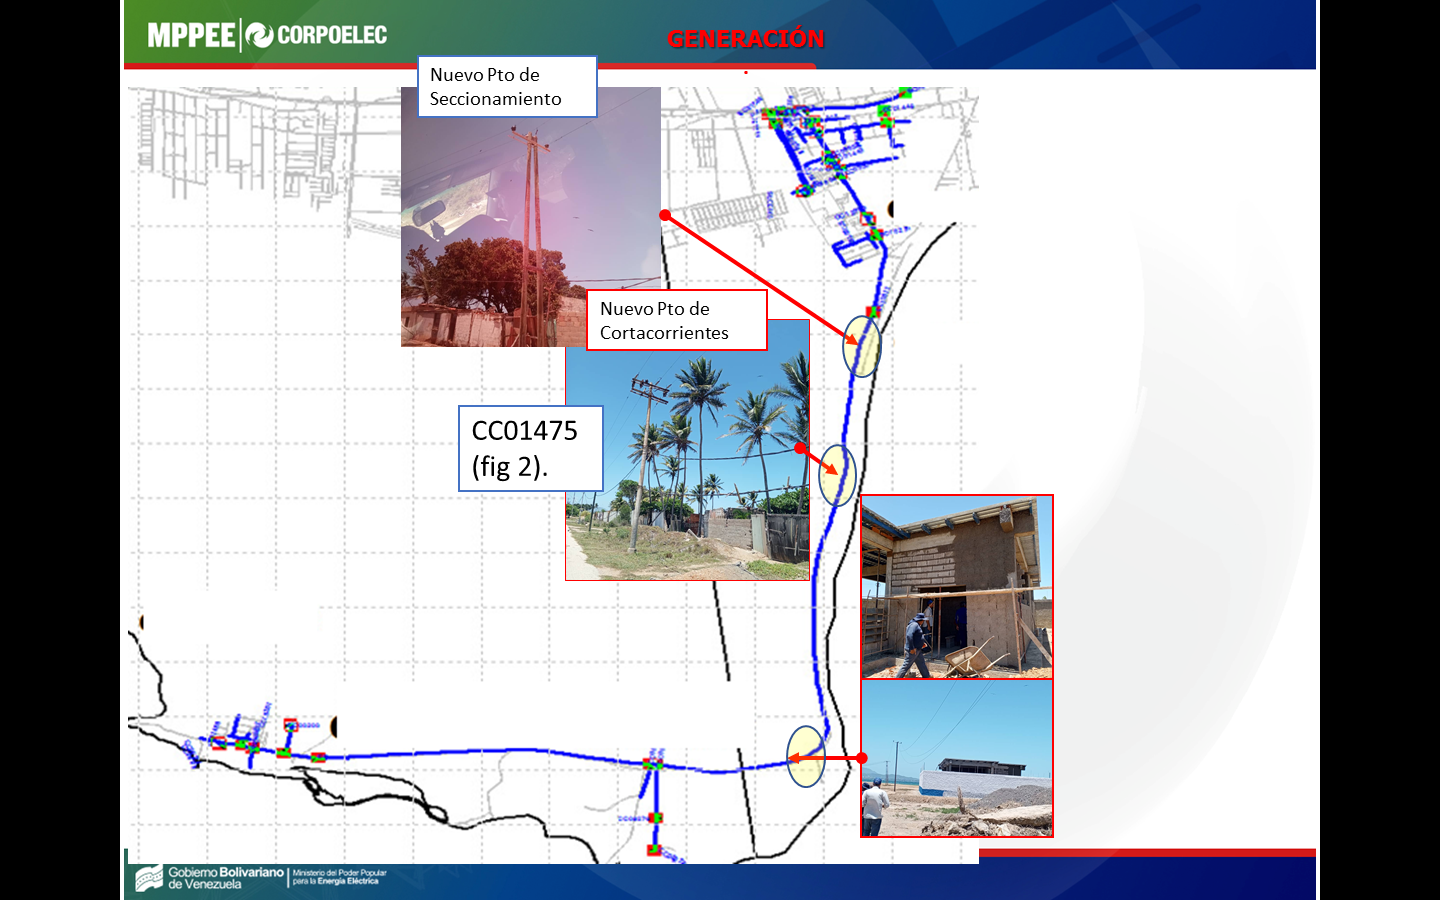 MPPEE CORPOELEC
GENERACIÓN
.
Nuevo Pto de
Seccionamiento
Nuevo Pto de
Cortacorrientes
CC01475
(fig 2).
Gobierno Bolivariano
de Venezuela
Ministerio del Poder Popular
para la Energía Eléctrica